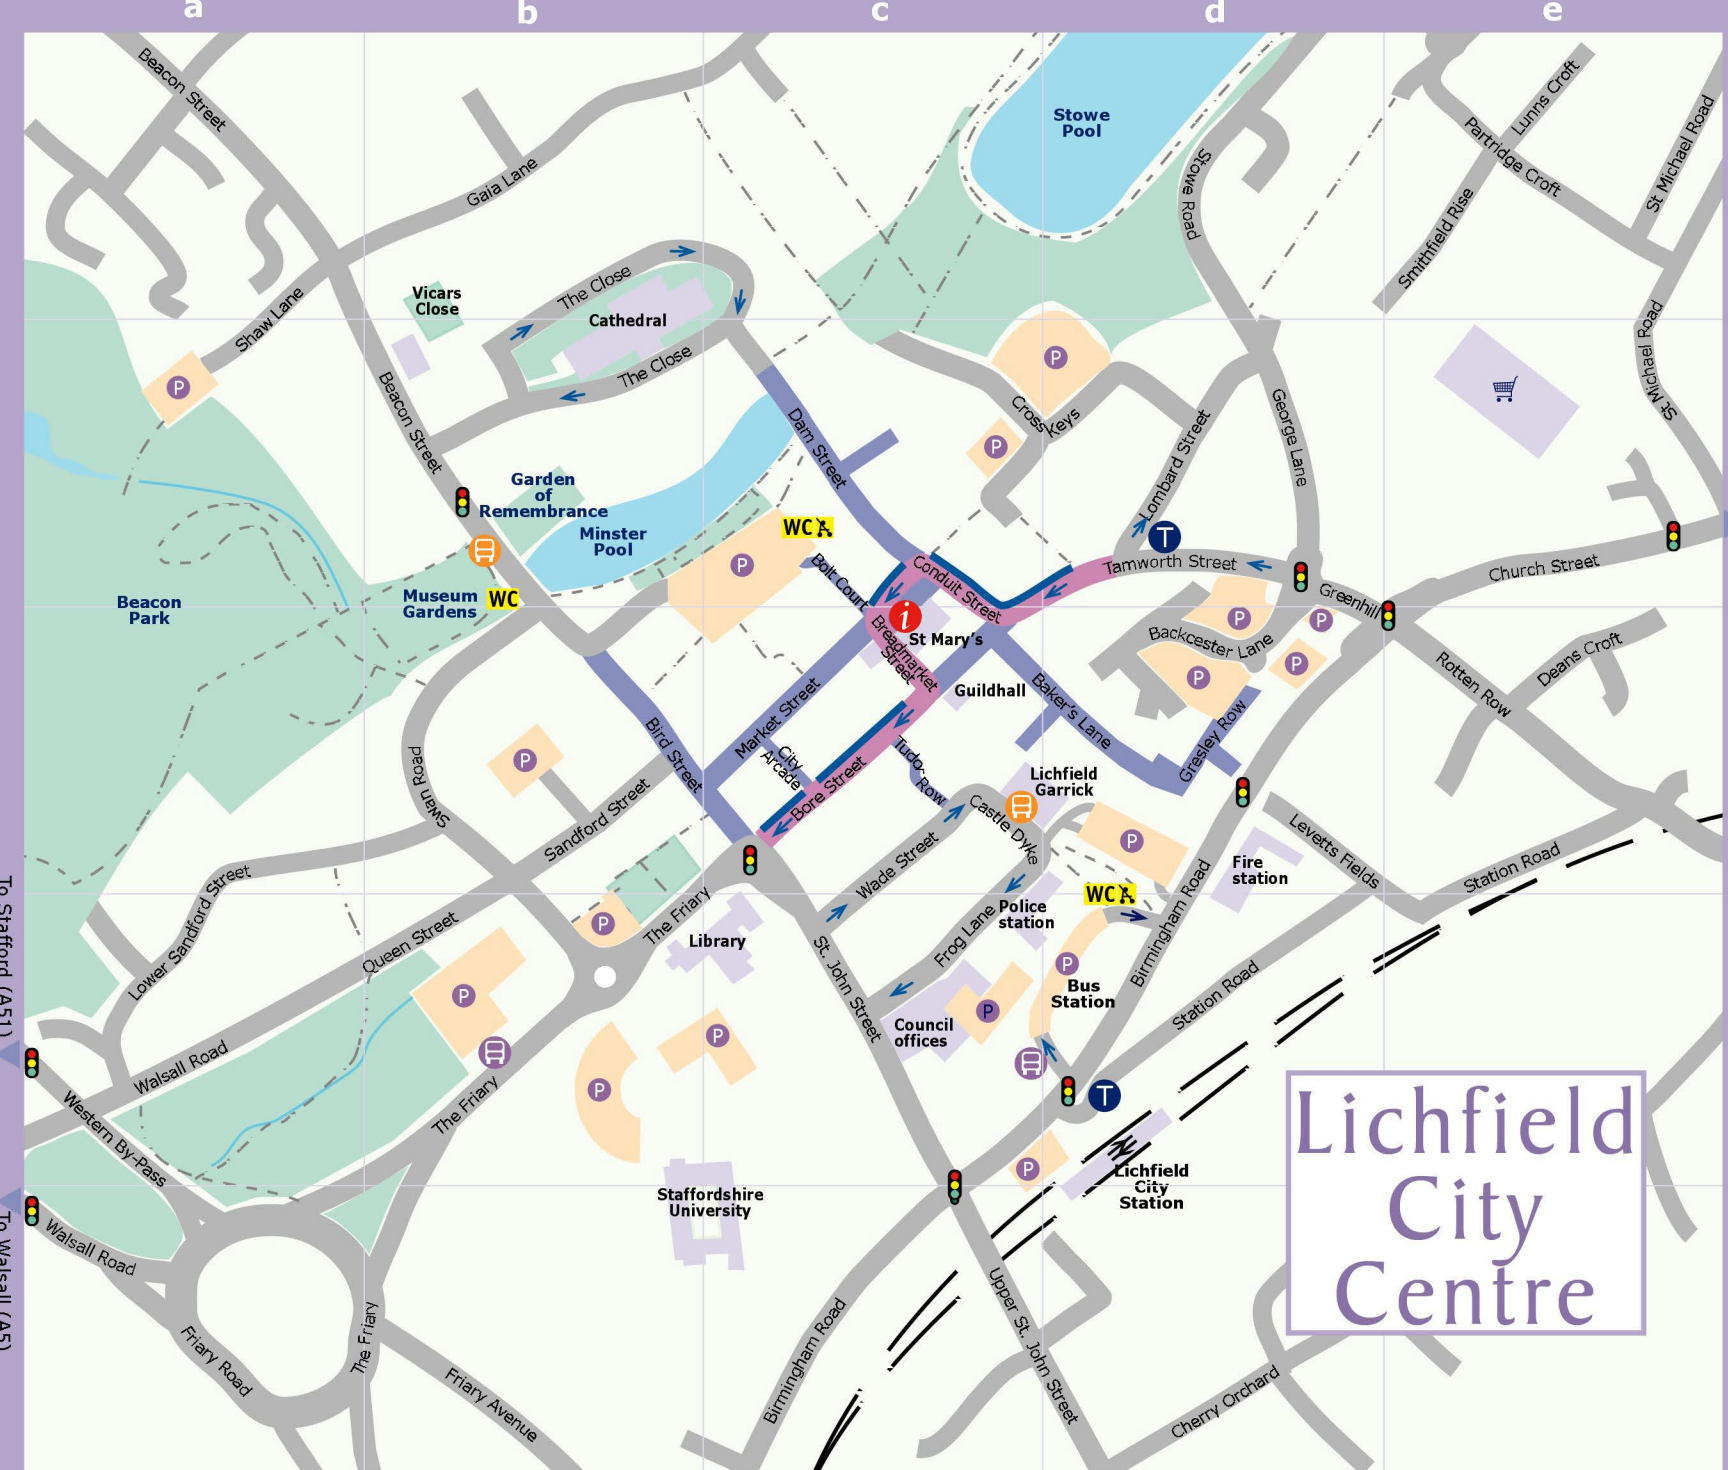 a b c d e
Beacon Street
Gaia Lane
Shaw Lane
Vicars
Close
The Close
Cathedral
The Close
Beacon Street
Stowe
Pool
Stowe Road
Lunns Croft
Partridge Croft
St Michael Road
Smithfield Rise
St Michael Road
St Michael
P
P
P
Cross Keys
Dam Street
Lombard Street
George Lane
Garden
of
Remembrance
Minster
Pool
WC
P
Bolt Court
Conduit Street
T
Tamworth Street
Greenhill
Church Street
Beacon
Park
Museum
Gardens
WC
i
St Mary's
Breadmarket
Street
Guildhall
P
P
P
P
Backcester Lane
Rotten Row
Deans Croft
Baker's Lane
Gresley Row
Market Street
City
Arcade
Bird Street
Bore Street
Tudor Row
Swan Road
P
Sandford Street
Lichfield
Garrick
Castle Dyke
P
Wade Street
Levetts Fields
Fire
station
Station Road
Lower Sandford Street
Queen Street
P
The Friary
Library
WC
Police
station
Frog Lane
Birmingham Road
St. John Street
P
Bus
Station
Station Road
P
P
Council
offices
P
P
To Stafford (A51)
Walsall Road
Western By-Pass
The Friary
T
P
Lichfield
City
Station
Staffordshire
University
To Walsall (A5)
Walsall Road
Friary Road
The Friary
Friary Avenue
Birmingham Road
Upper St. John Street
Cherry Orchard
Lichfield
City
Centre